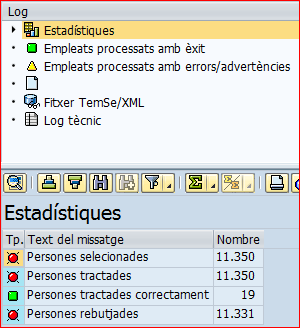 Log
Estadístiques
Empleats processats amb èxit
Empleats processats amb errors/advertències
Fitxer TemSe/XML
Log tècnic
Estadístiques
Tp. Text del missatge Nombre
Persones selecionades 11.350
Persones tractades 11.350
Persones tractades correctament 19
Persones rebutjades 11.331